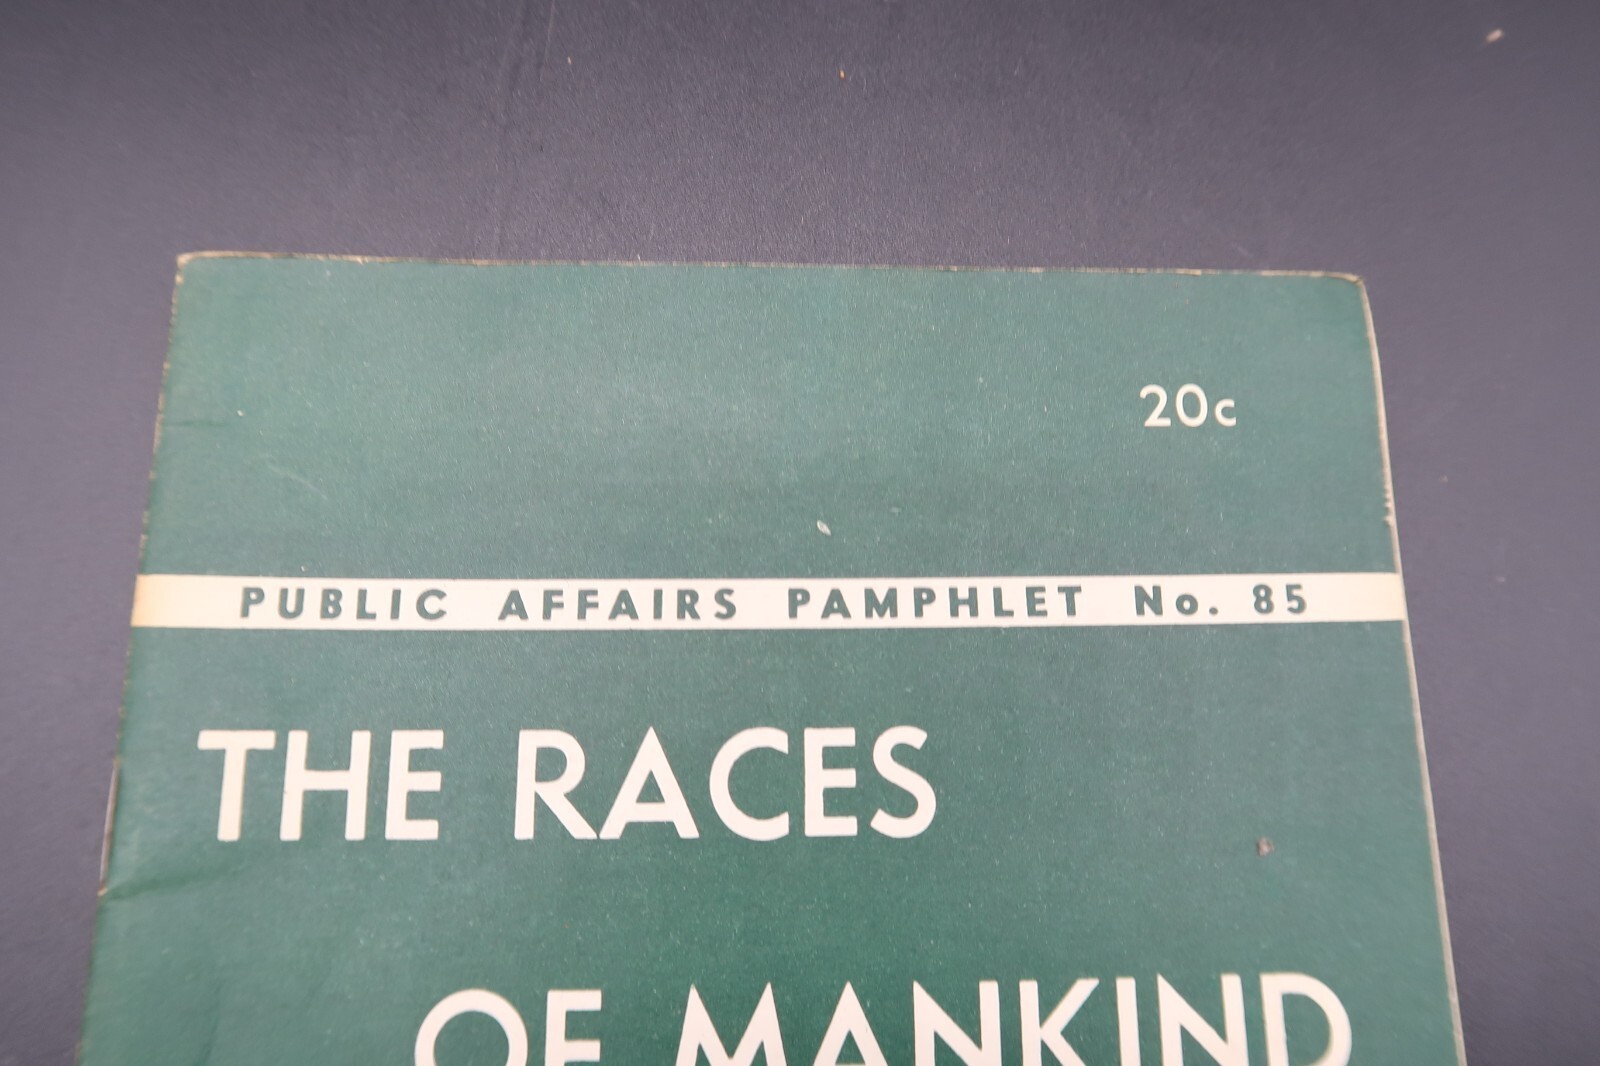 20c
PUBLIC AFFAIRS PAMPHLET No. 85
THE RACES
OF MANKIND